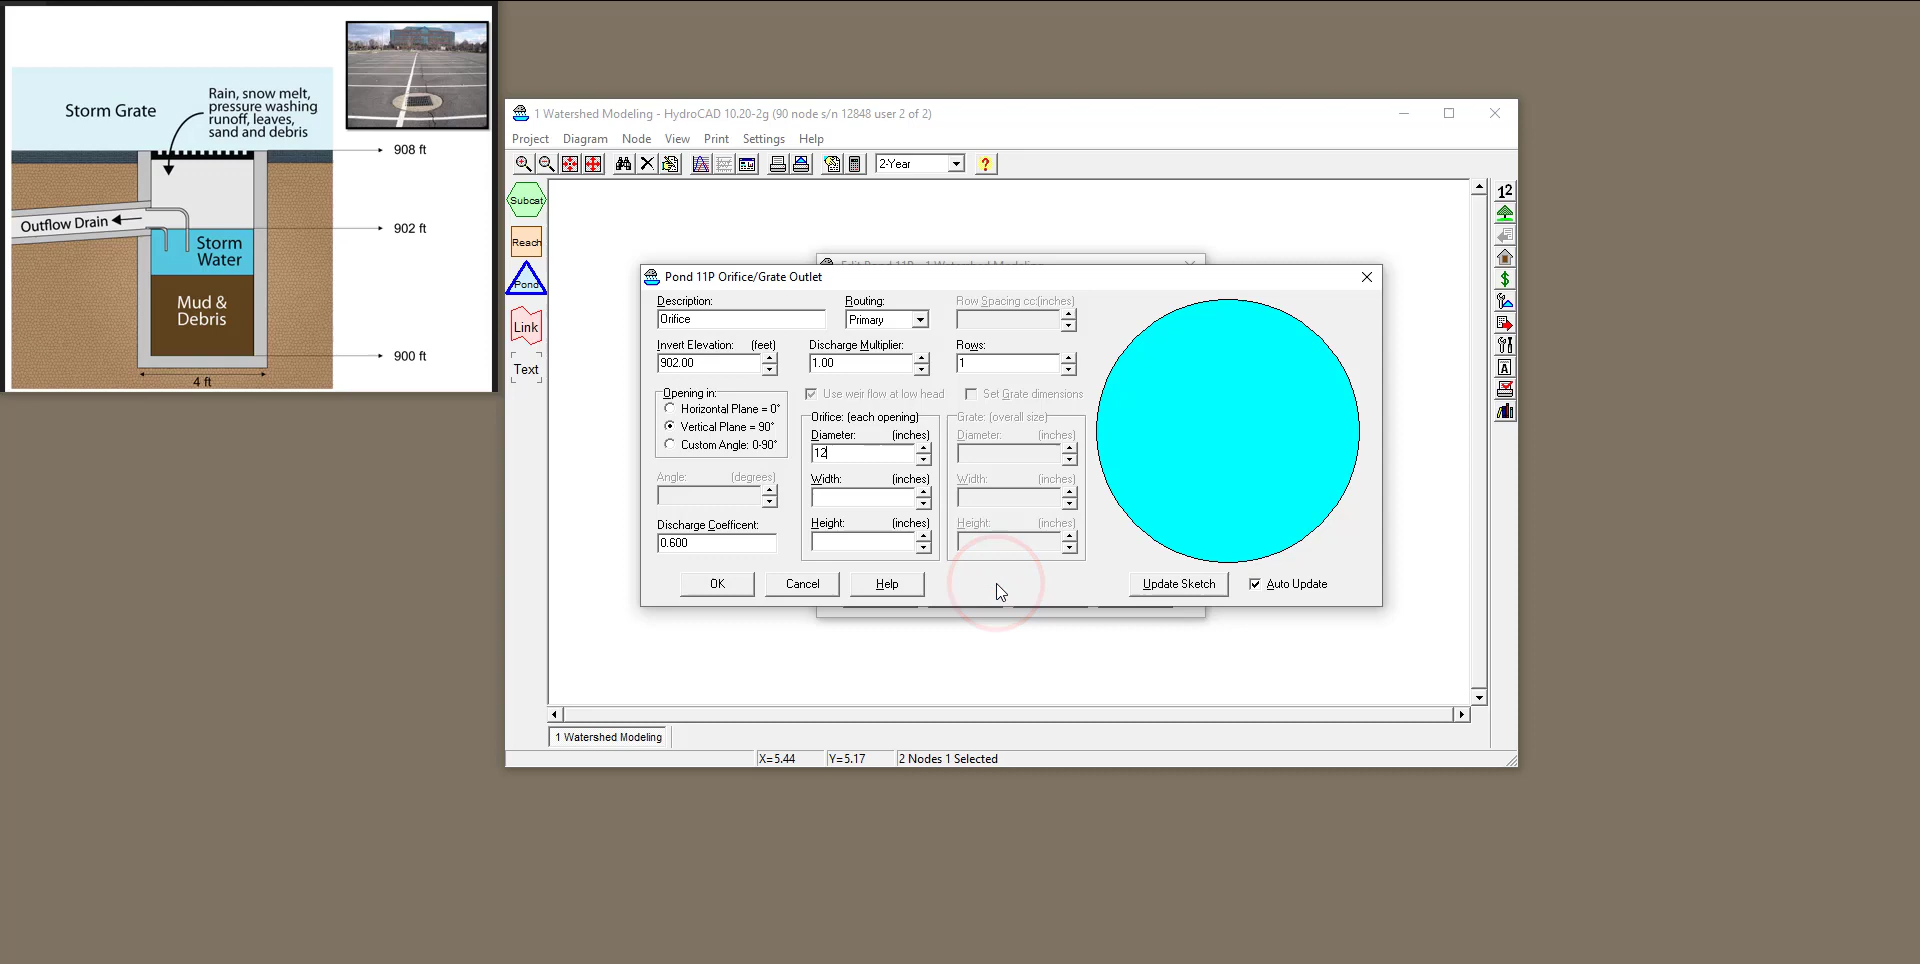 Storm Grate
Rain, snow melt,
pressure washing
runoff, leaves,
sand and debris
908 ft
Outflow Drain
902 ft
Storm
Water
Mud &
Debris
900 ft
4 ft
1 Watershed Modeling - HydroCAD 10.20-2g (90 node s/n 12848 user 2 of 2)
Project Diagram Node View Print Settings Help
2-Year
?
Subcat
Reach
Pond
Link
Text
12
$
A
Pond 11P Orifice/Grate Outlet
Description:
Orifice
Routing:
Primary
Row Spacing cc:(inches)
Invert Elevation: (feet)
902.00
Discharge Multiplier:
1.00
Rows:
1
Opening in:
Horizontal Plane = 0°
Vertical Plane = 90°
Custom Angle: 0-90°
Use weir flow at low head
Set Grate dimensions
Orifice: (each opening)
Diameter: (inches)
12
Width: (inches)
Height: (inches)
Grate: (overall size)
Diameter: (inches)
Width: (inches)
Height: (inches)
Angle: (degrees)
Discharge Coefficent:
0.600
OK Cancel Help
Update Sketch
Auto Update
1 Watershed Modeling
X=5.44 Y=5.17 2 Nodes 1 Selected